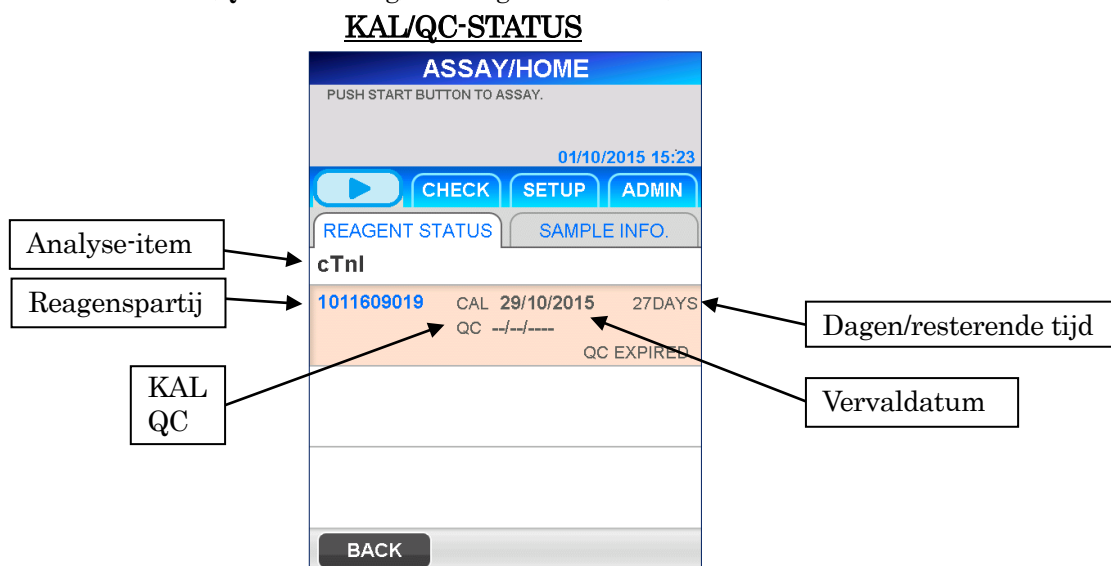 KAL/QC-STATUS
ASSAY/HOME
PUSH START BUTTON TO ASSAY.
01/10/2015 15:23
CHECK SETUP ADMIN
REAGENT STATUS SAMPLE INFO.
Analyse-item
cTnI
Reagenspartij
1011609019 CAL 29/10/2015 27DAYS
QC --/--/----
QC EXPIRED
Dagen/resterende tijd
KAL
QC
Vervaldatum
BACK